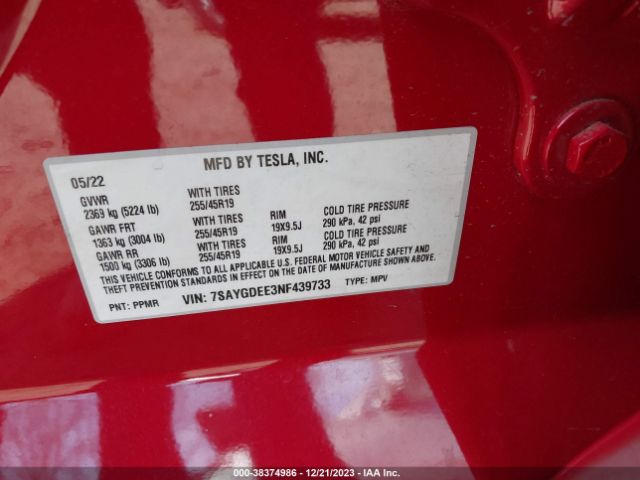 MFD BY TESLA, INC.
05/22
GVWR WITH TIRES
2369 kg (5224 lb) 255/45R19
GAWR FRT WITH TIRES RIM COLD TIRE PRESSURE
1363 kg (3004 lb) 255/45R19 19X9.5J 290 kPa, 42 psi
GAWR RR WITH TIRES RIM COLD TIRE PRESSURE
1500 kg (3306 lb) 255/45R19 19X9.5J 290 kPa, 42 psi
THIS VEHICLE CONFORMS TO ALL APPLICABLE U.S. FEDERAL MOTOR VEHICLE SAFETY AND
THEFT PREVENTION STANDARDS IN EFFECT ON THE DATE OF MANUFACTURE SHOWN ABOVE.
PNT: PPMR VIN: 7SAYGDEE3NF439733 TYPE: MPV
000-38374986 - 12/21/2023 - IAA Inc.